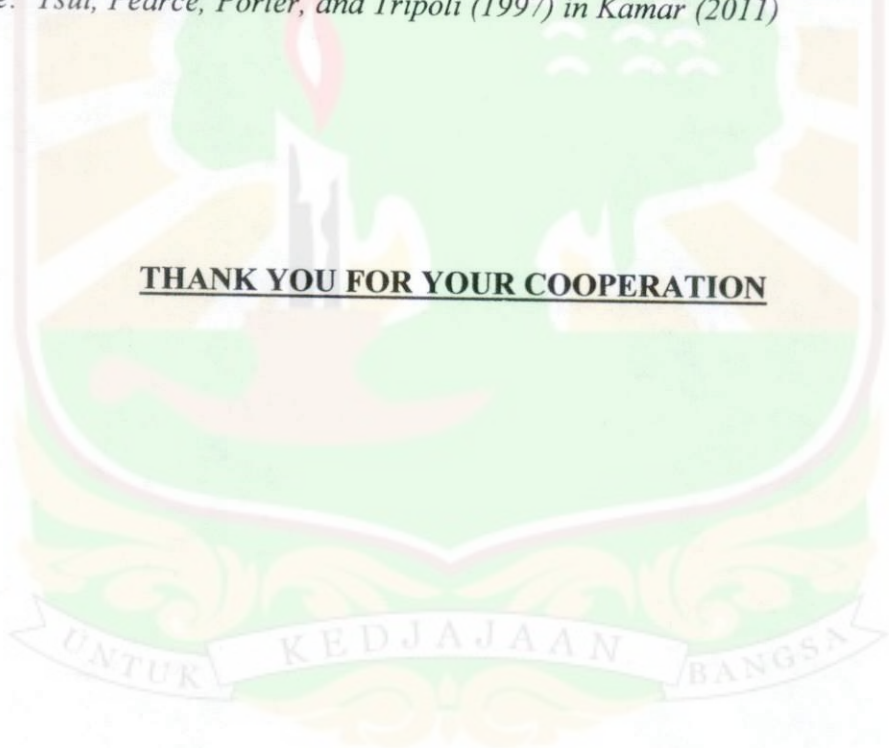 Tsui, Pearce, Porter, and Tripoli (1997) in Kamar (2011)
THANK YOU FOR YOUR COOPERATION
UNTUK KEDJAJAAN BANGSA